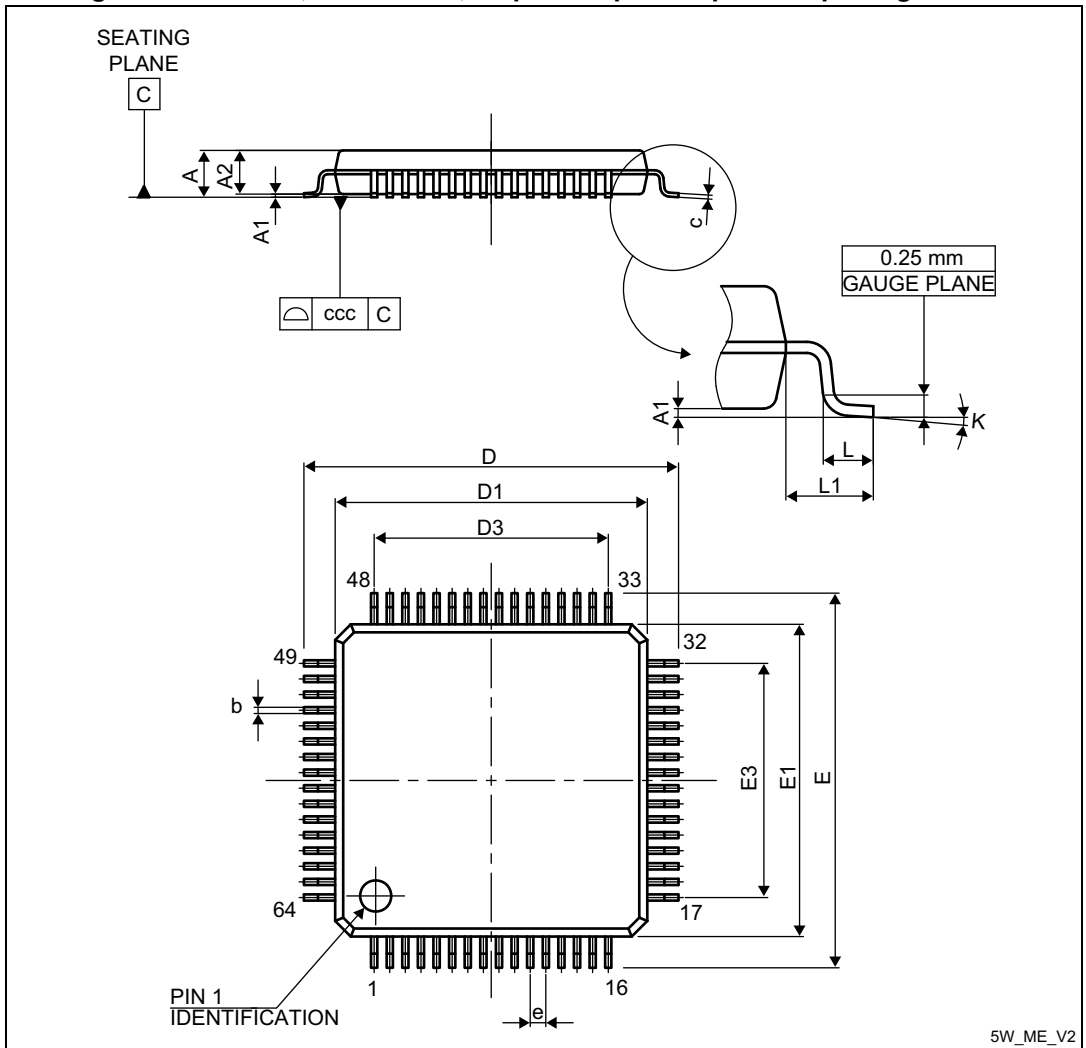 SEATING
PLANE
C
A
A2
A1
c
ccc C
0.25 mm
GAUGE PLANE
A1
K
L
L1
D
D1
D3
48
33
49
32
b
E3
E1
E
64
17
1
16
e
PIN 1
IDENTIFICATION
5W_ME_V2